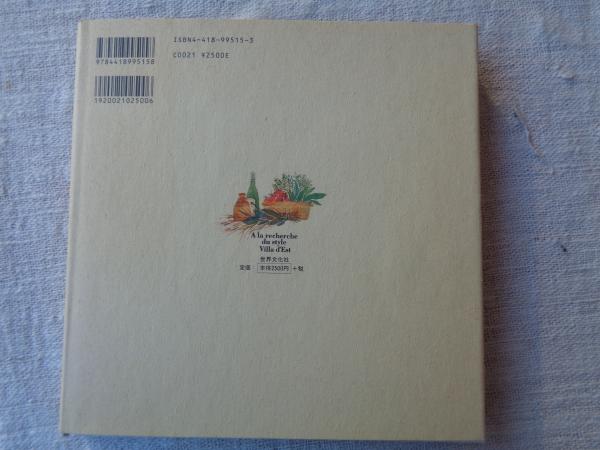 ISBN4-418-99515-3
C0021 ¥2500E
9784418995158
1920021025006
A la recherche
du style
Villa d'Est
世界文化社
定価：本体2500円＋税